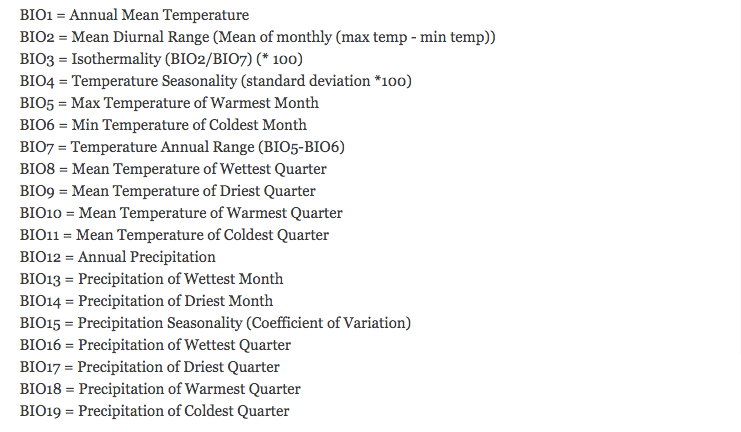 BIO1 = Annual Mean Temperature
BIO2 = Mean Diurnal Range (Mean of monthly (max temp - min temp))
BIO3 = Isothermality (BIO2/BIO7) (* 100)
BIO4 = Temperature Seasonality (standard deviation *100)
BIO5 = Max Temperature of Warmest Month
BIO6 = Min Temperature of Coldest Month
BIO7 = Temperature Annual Range (BIO5-BIO6)
BIO8 = Mean Temperature of Wettest Quarter
BIO9 = Mean Temperature of Driest Quarter
BIO10 = Mean Temperature of Warmest Quarter
BIO11 = Mean Temperature of Coldest Quarter
BIO12 = Annual Precipitation
BIO13 = Precipitation of Wettest Month
BIO14 = Precipitation of Driest Month
BIO15 = Precipitation Seasonality (Coefficient of Variation)
BIO16 = Precipitation of Wettest Quarter
BIO17 = Precipitation of Driest Quarter
BIO18 = Precipitation of Warmest Quarter
BIO19 = Precipitation of Coldest Quarter